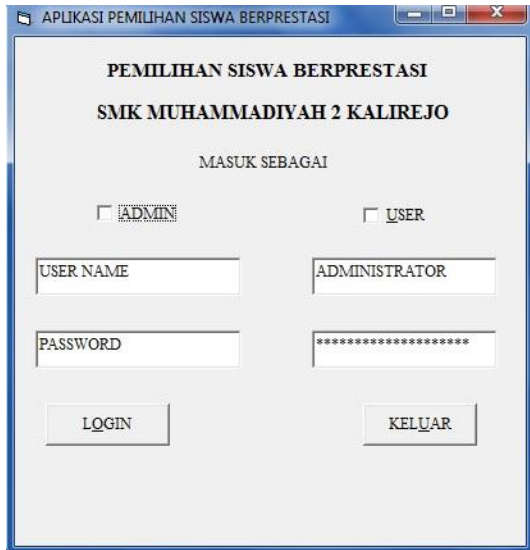 APLIKASI PEMILIHAN SISWA BERPRESTASI
PEMILIHAN SISWA BERPRESTASI
SMK MUHAMMADIYAH 2 KALIREJO
MASUK SEBAGAI
ADMIN USER
USER NAME ADMINISTRATOR
PASSWORD ********************
LOGIN KELUAR